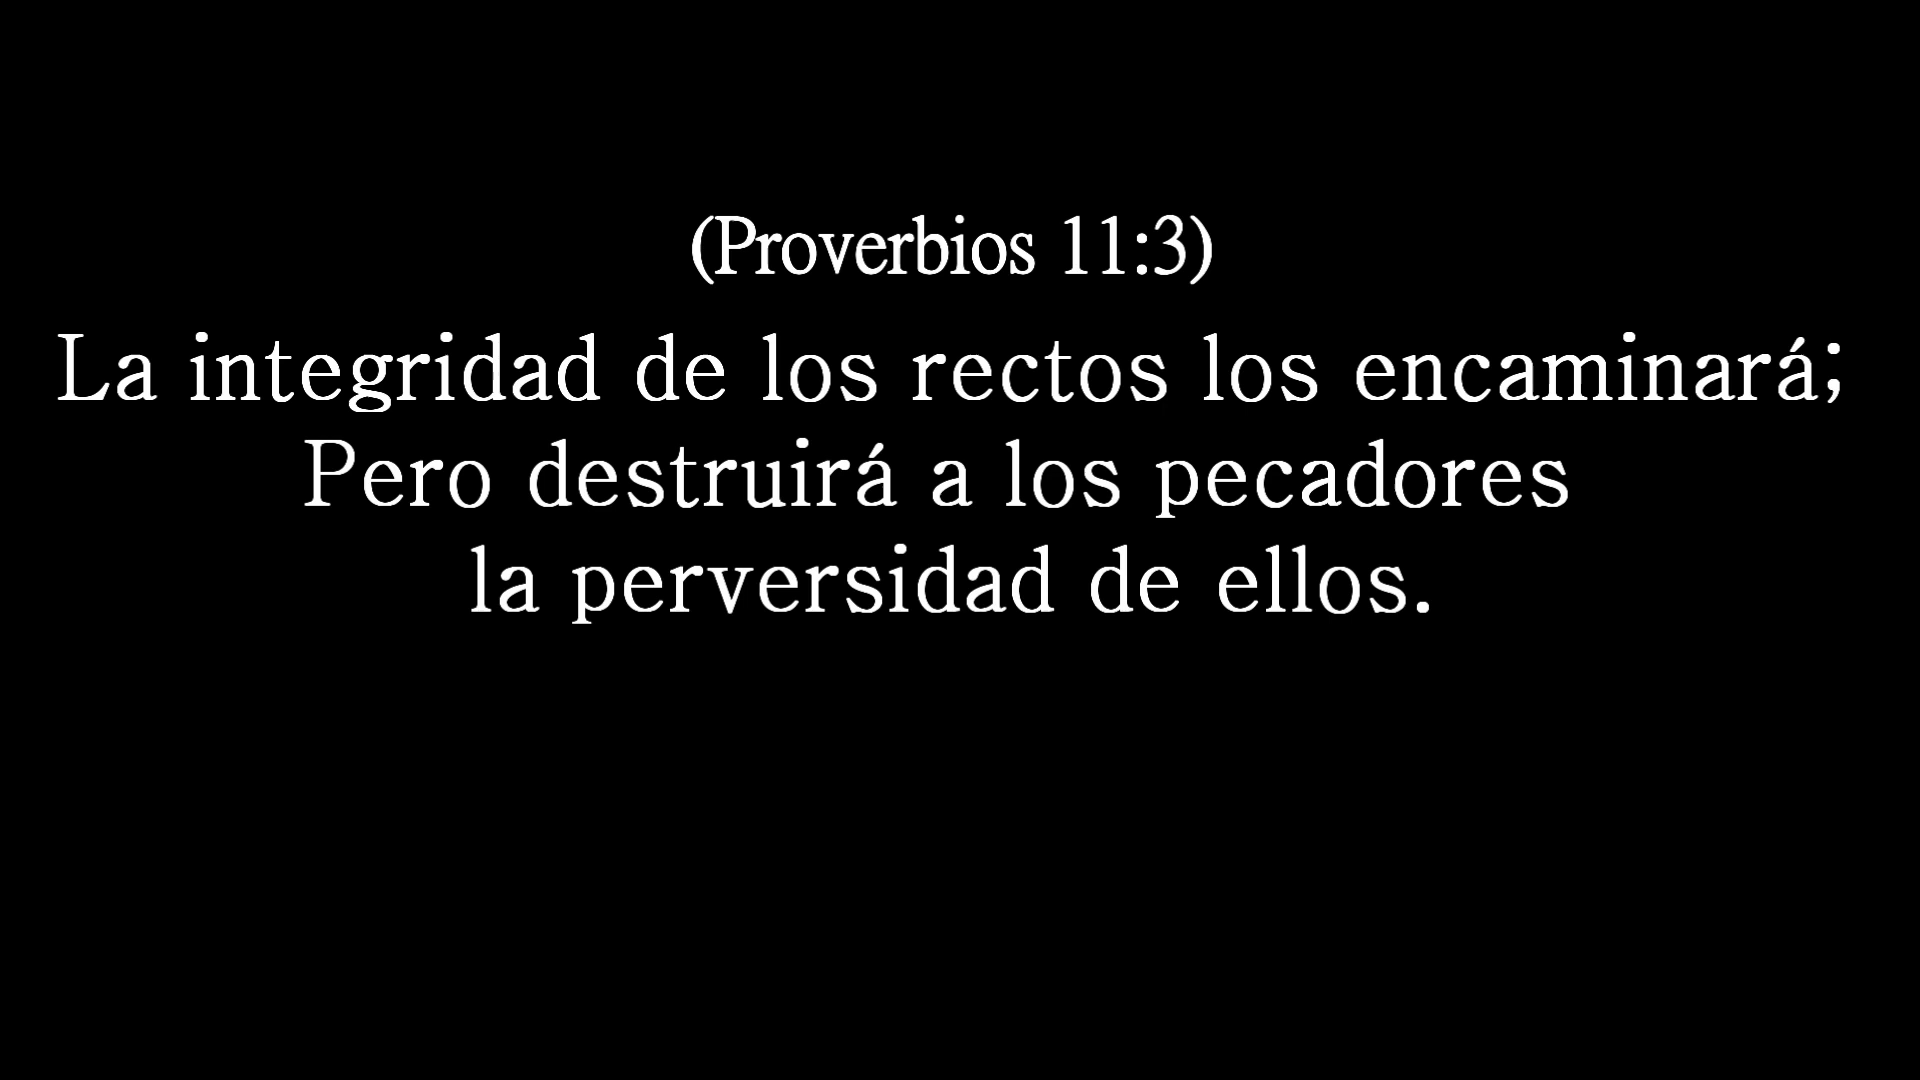 (Proverbios 11:3)
La integridad de los rectos los encaminará;
Pero destruirá a los pecadores
la perversidad de ellos.